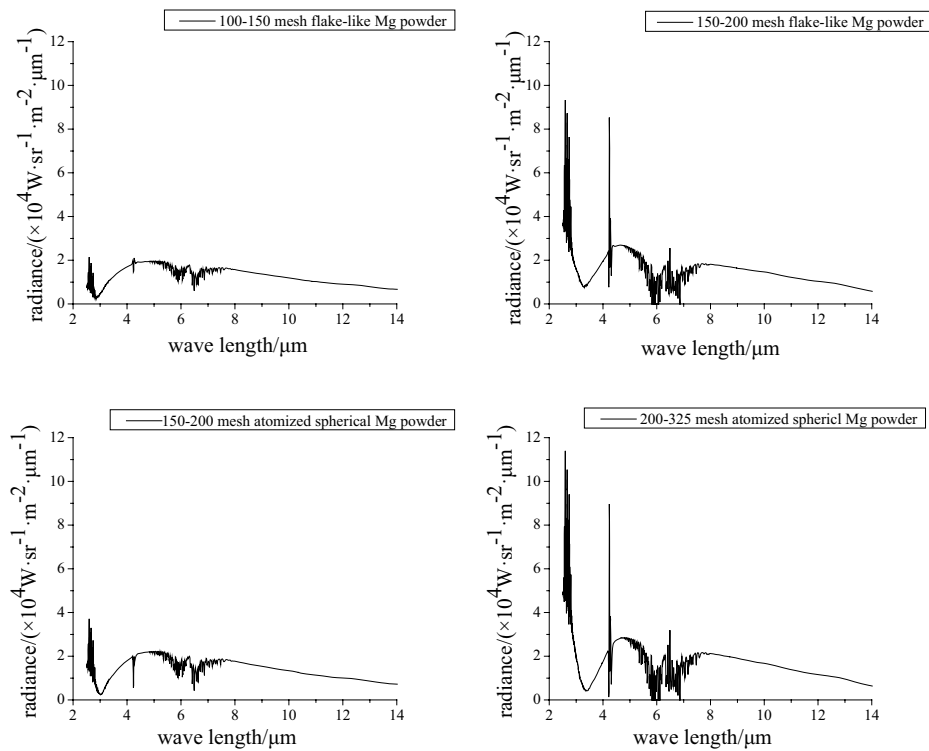 100-150 mesh flake-like Mg powder
radiance/(×10⁴W·sr⁻¹·m⁻²·μm⁻¹)
12
10
8
6
4
2
0
2 4 6 8 10 12 14
wave length/μm
150-200 mesh flake-like Mg powder
radiance/(×10⁴W·sr⁻¹·m⁻²·μm⁻¹)
12
10
8
6
4
2
0
2 4 6 8 10 12 14
wave length/μm
150-200 mesh atomized spherical Mg powder
radiance/(×10⁴W·sr⁻¹·m⁻²·μm⁻¹)
12
10
8
6
4
2
0
2 4 6 8 10 12 14
wave length/μm
200-325 mesh atomized sphericl Mg powder
radiance/(×10⁴W·sr⁻¹·m⁻²·μm⁻¹)
12
10
8
6
4
2
0
2 4 6 8 10 12 14
wave length/μm